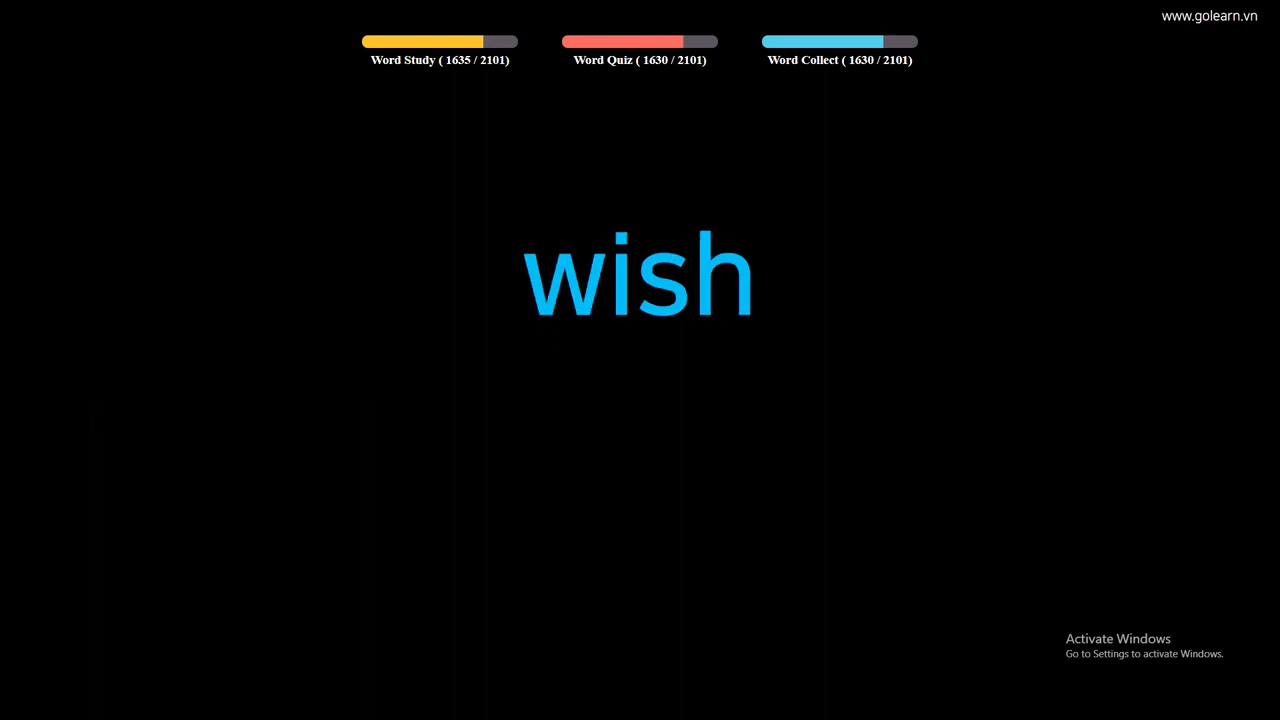 www.golearn.vn
Word Study ( 1635 / 2101)
Word Quiz ( 1630 / 2101)
Word Collect ( 1630 / 2101)
wish
Activate Windows
Go to Settings to activate Windows.